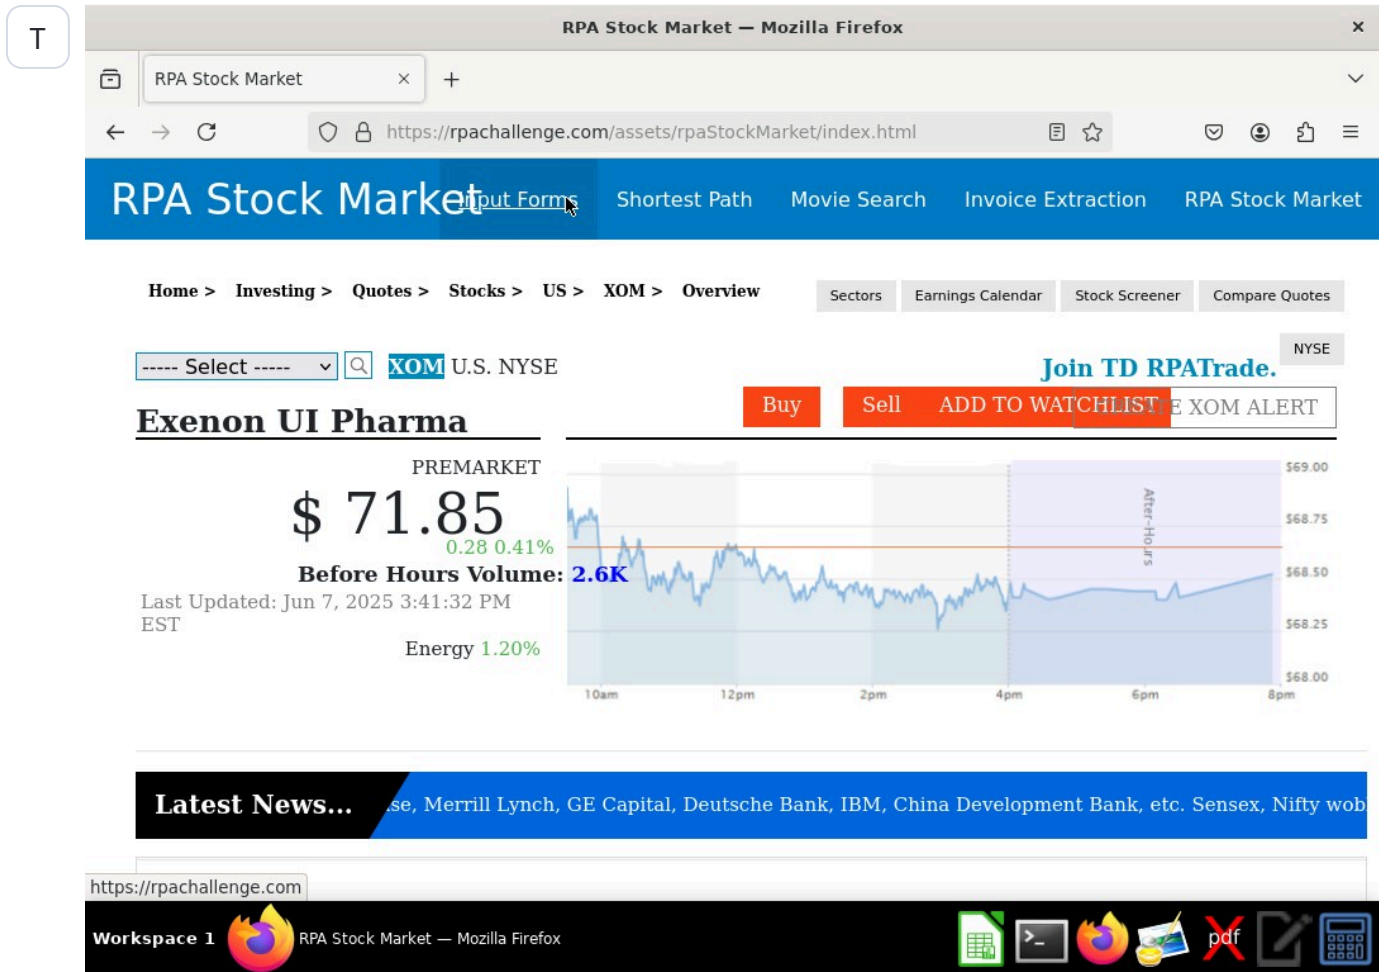 T
RPA Stock Market — Mozilla Firefox
RPA Stock Market
https://rpachallenge.com/assets/rpaStockMarket/index.html
RPA Stock Market Input Forms Shortest Path Movie Search Invoice Extraction RPA Stock Market
Home > Investing > Quotes > Stocks > US > XOM > Overview
Sectors Earnings Calendar Stock Screener Compare Quotes
NYSE
----- Select ----- XOM U.S. NYSE
Join TD RPATrade.
Buy Sell ADD TO WATCHLIST CREATE XOM ALERT
Exenon UI Pharma
PREMARKET
$ 71.85
0.28 0.41%
Before Hours Volume: 2.6K
Last Updated: Jun 7, 2025 3:41:32 PM
EST
Energy 1.20%
$69.00
$68.75
$68.50
$68.25
$68.00
After-Hours
10am 12pm 2pm 4pm 6pm 8pm
Latest News... se, Merrill Lynch, GE Capital, Deutsche Bank, IBM, China Development Bank, etc. Sensex, Nifty wob
https://rpachallenge.com
Workspace 1 RPA Stock Market — Mozilla Firefox
pdf